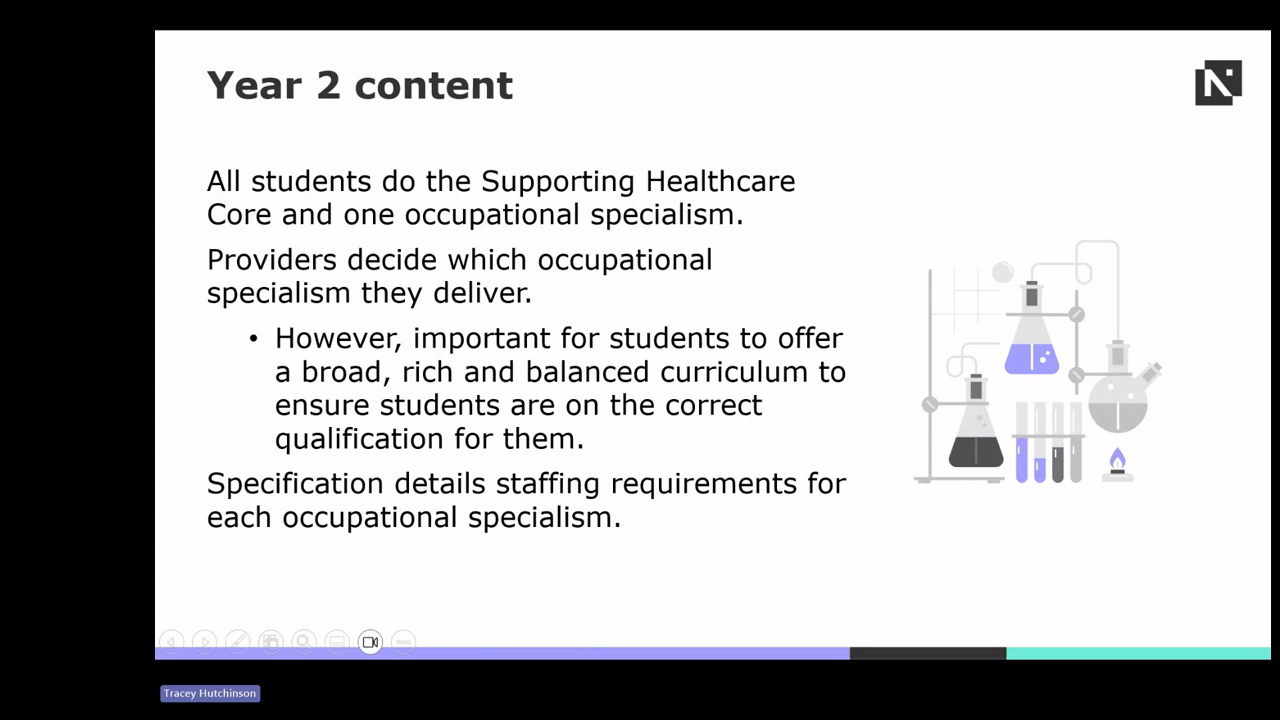 Year 2 content
All students do the Supporting Healthcare
Core and one occupational specialism.
Providers decide which occupational
specialism they deliver.
• However, important for students to offer
a broad, rich and balanced curriculum to
ensure students are on the correct
qualification for them.
Specification details staffing requirements for
each occupational specialism.
Tracey Hutchinson